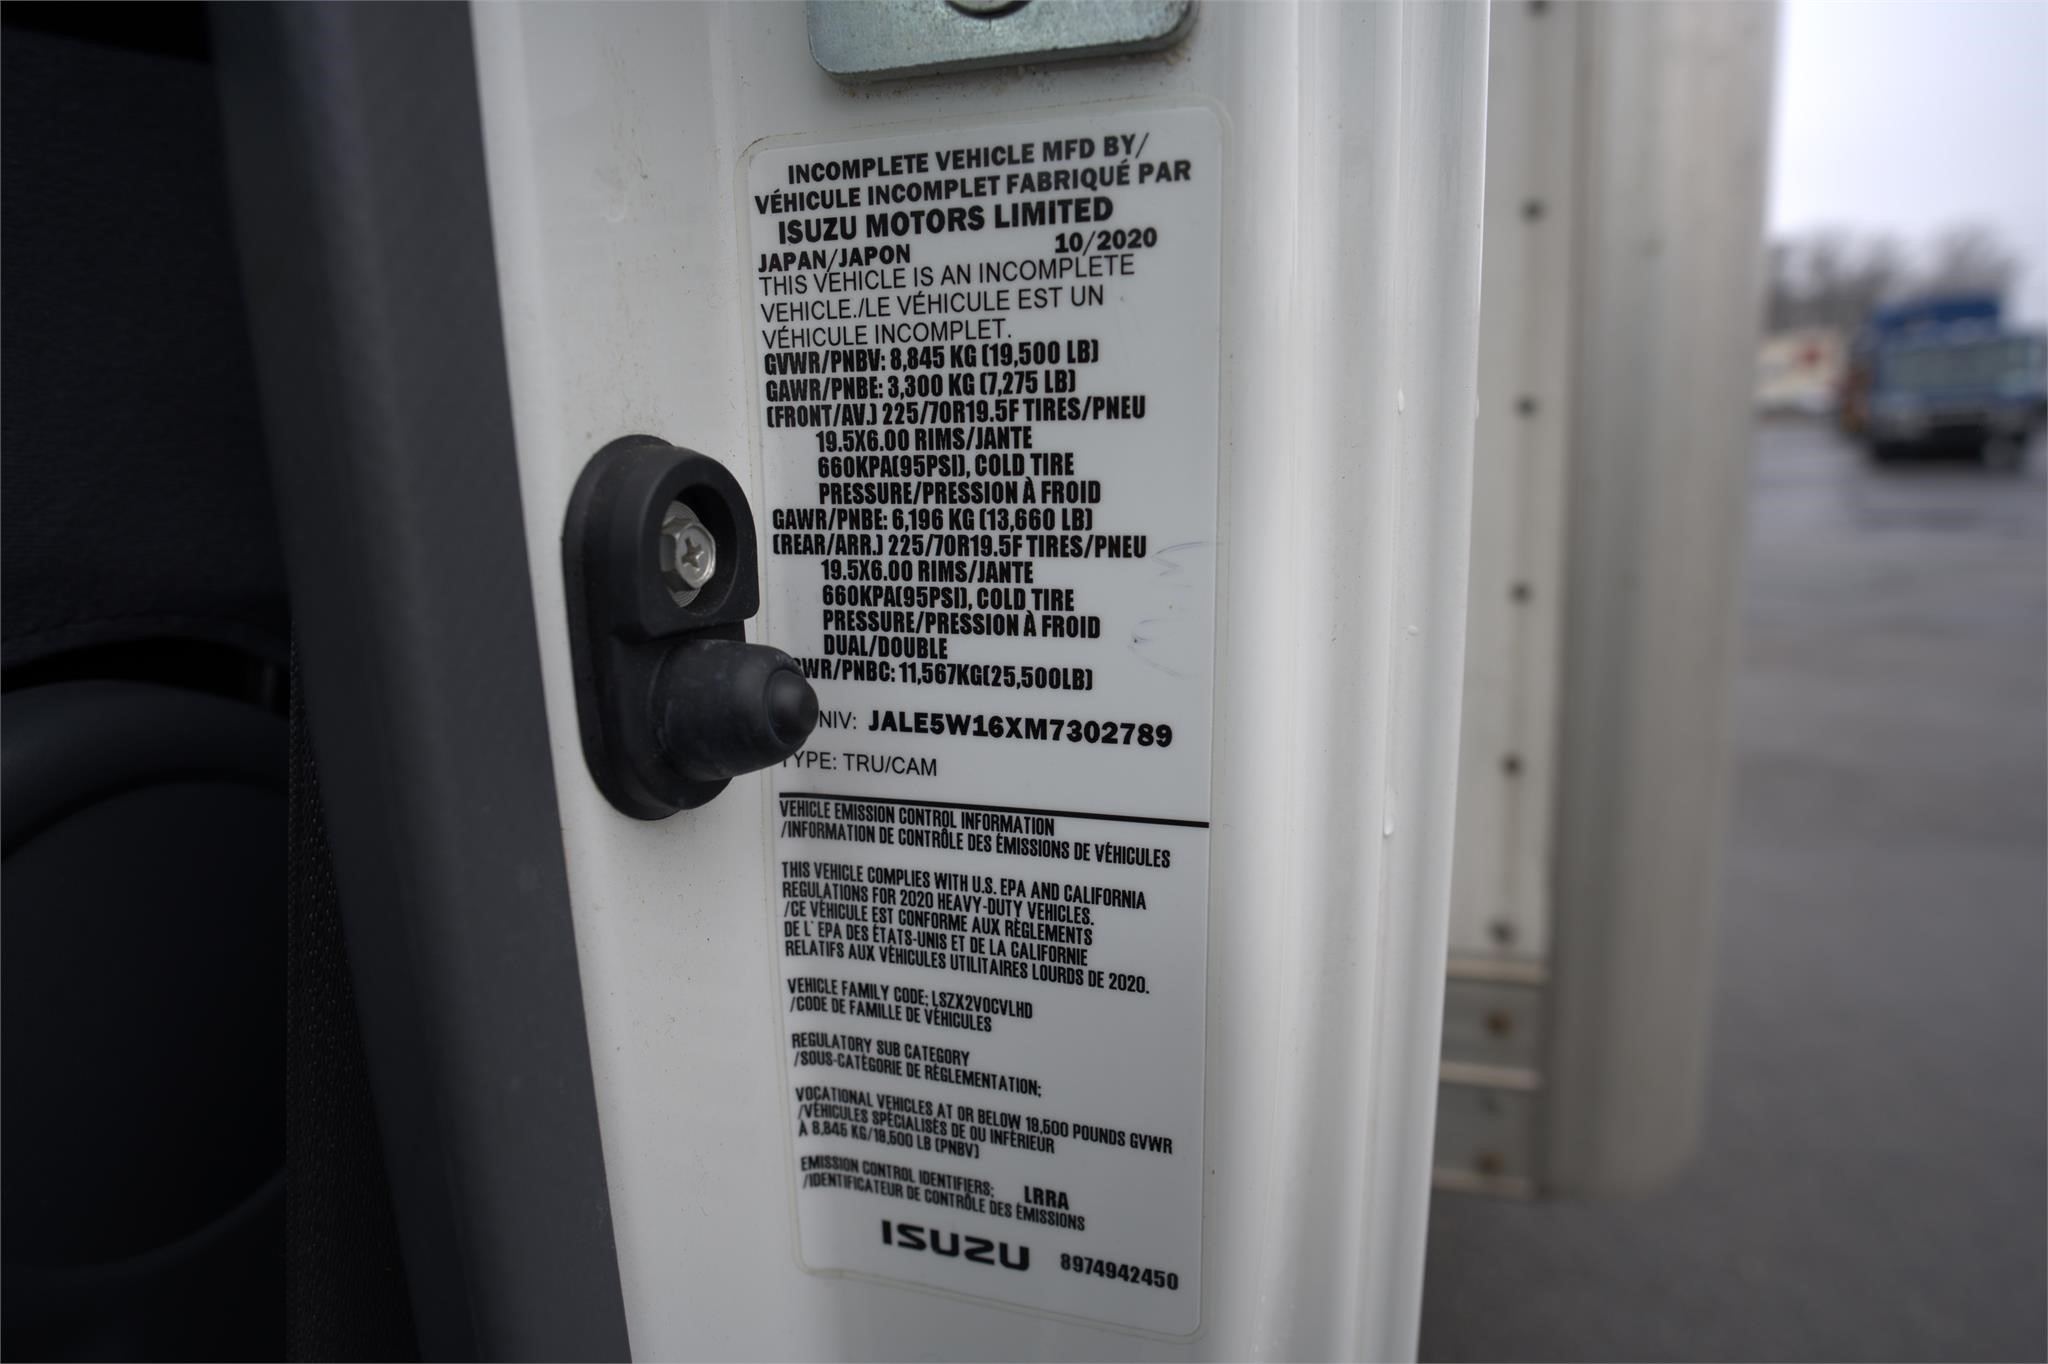 INCOMPLETE VEHICLE MFD BY/
VÉHICULE INCOMPLET FABRIQUÉ PAR
ISUZU MOTORS LIMITED
JAPAN/JAPON 10/2020
THIS VEHICLE IS AN INCOMPLETE
VEHICLE./LE VÉHICULE EST UN
VÉHICULE INCOMPLET.
GVWR/PNBV: 8,845 KG (19,500 LB)
GAWR/PNBE: 3,300 KG (7,275 LB)
(FRONT/AV.) 225/70R19.5F TIRES/PNEU
19.5X6.00 RIMS/JANTE
660KPA(95PSI), COLD TIRE
PRESSURE/PRESSION À FROID
GAWR/PNBE: 6,196 KG (13,660 LB)
(REAR/ARR.) 225/70R19.5F TIRES/PNEU
19.5X6.00 RIMS/JANTE
660KPA(95PSI), COLD TIRE
PRESSURE/PRESSION À FROID
DUAL/DOUBLE
CWR/PNBC: 11,567KG(25,500LB)
NIV: JALE5W16XM7302789
TYPE: TRU/CAM
VEHICLE EMISSION CONTROL INFORMATION
/INFORMATION DE CONTRÔLE DES ÉMISSIONS DE VÉHICULES
THIS VEHICLE COMPLIES WITH U.S. EPA AND CALIFORNIA
REGULATIONS FOR 2020 HEAVY-DUTY VEHICLES.
/CE VÉHICULE EST CONFORME AUX RÈGLEMENTS
DE L' EPA DES ÉTATS-UNIS ET DE LA CALIFORNIE
RELATIFS AUX VÉHICULES UTILITAIRES LOURDS DE 2020.
VEHICLE FAMILY CODE; LSZX2VOCVLHD
/CODE DE FAMILLE DE VÉHICULES
REGULATORY SUB CATEGORY
/SOUS-CATÉGORIE DE RÉGLEMENTATION;
VOCATIONAL VEHICLES AT OR BELOW 19,500 POUNDS GVWR
/VÉHICULES SPÉCIALISÉS DE OU INFÉRIEUR
À 8,845 KG/19,500 LB (PNBV)
EMISSION CONTROL IDENTIFIERS; LRRA
/IDENTIFICATEUR DE CONTRÔLE DES ÉMISSIONS
ISUZU 8974942450